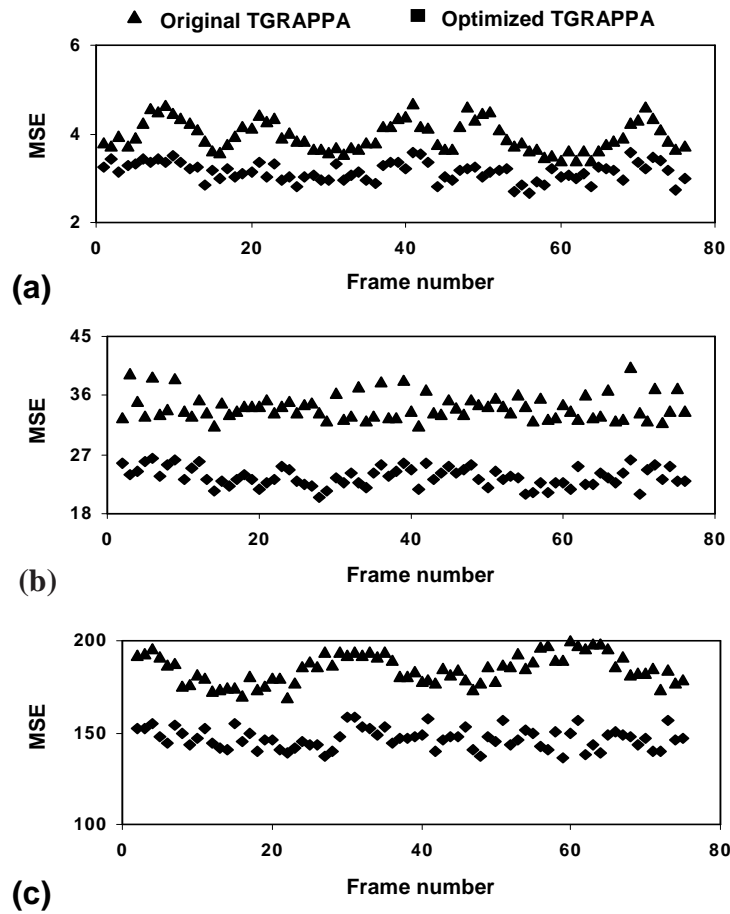 Original TGRAPPA Optimized TGRAPPA
6
4
2
MSE
0 20 40 60 80
Frame number
(a)
45
36
27
18
MSE
0 20 40 60 80
Frame number
(b)
200
150
100
MSE
0 20 40 60 80
Frame number
(c)